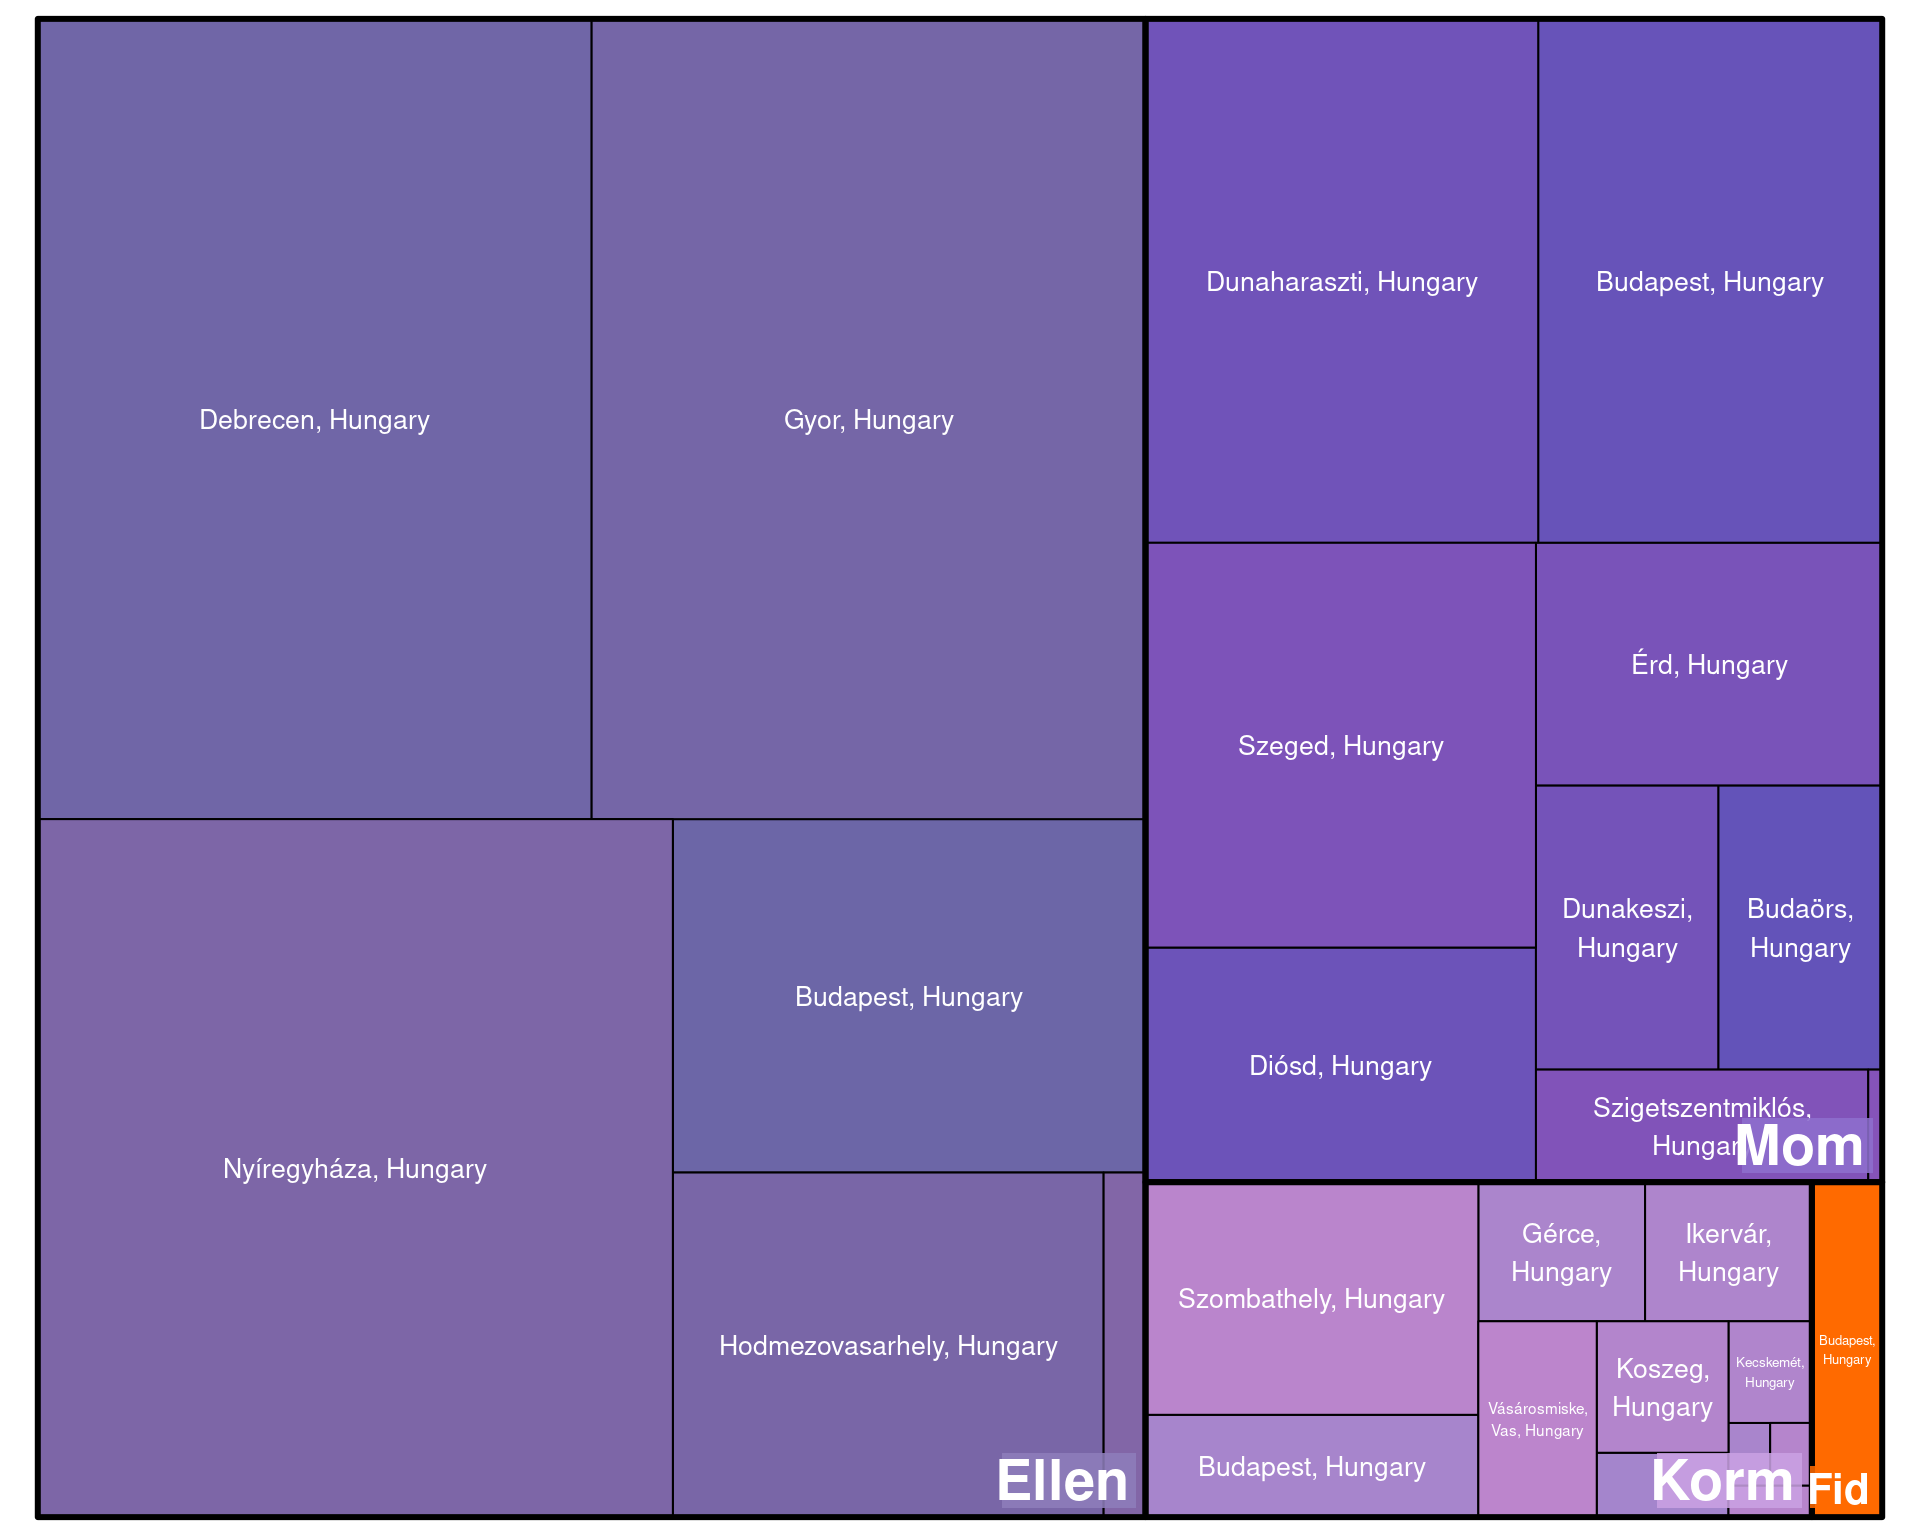 Debrecen, Hungary
Gyor, Hungary
Nyíregyháza, Hungary
Budapest, Hungary
Hodmezovasarhely, Hungary
Ellen
Dunaharaszti, Hungary
Budapest, Hungary
Szeged, Hungary
Érd, Hungary
Diósd, Hungary
Dunakeszi,
Hungary
Budaörs,
Hungary
Szigetszentmiklós,
Hungar
Mom
Szombathely, Hungary
Budapest, Hungary
Gérce,
Hungary
Ikervár,
Hungary
Vásárosmiske,
Vas, Hungary
Koszeg,
Hungary
Kecskemét,
Hungary
Korm
Budapest,
Hungary
Fid